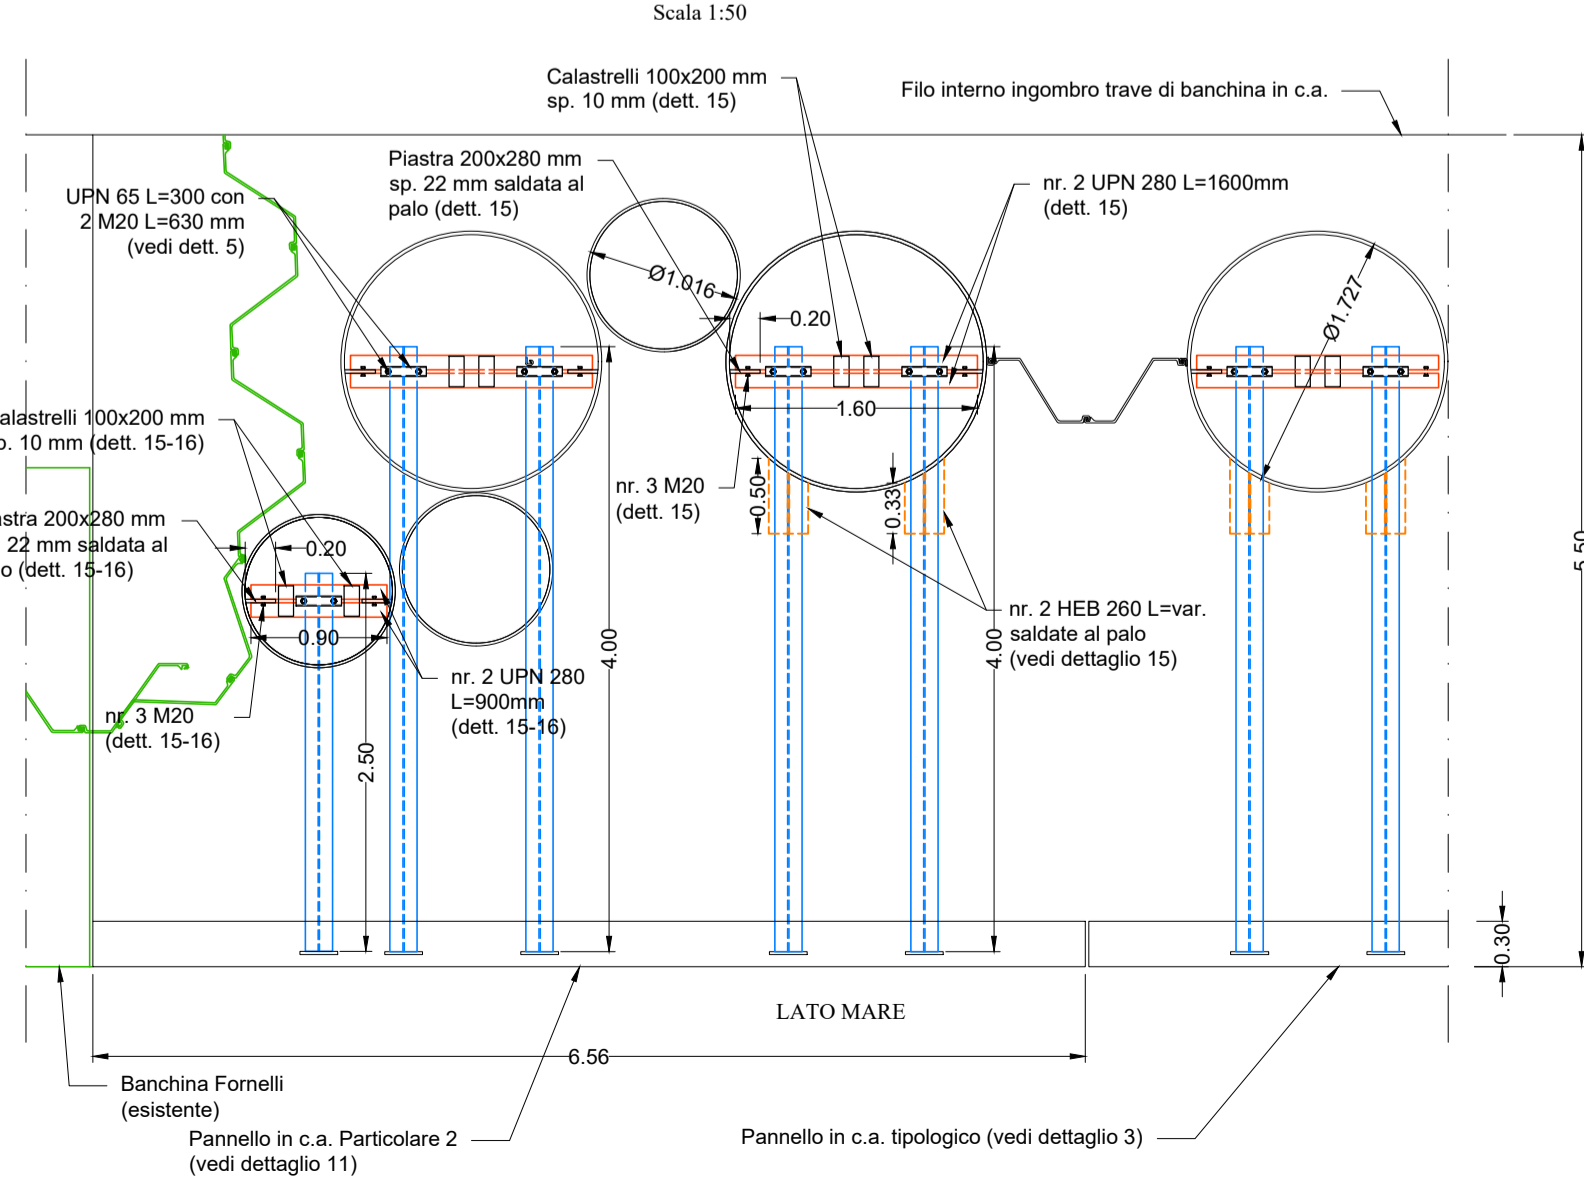 Scala 1:50
Calastrelli 100x200 mm
sp. 10 mm (dett. 15)
Filo interno ingombro trave di banchina in c.a.
Piastra 200x280 mm
sp. 22 mm saldata al
palo (dett. 15)
UPN 65 L=300 con
2 M20 L=630 mm
(vedi dett. 5)
nr. 2 UPN 280 L=1600mm
(dett. 15)
Ø1.016
Ø1.727
0.20
1.60
alastrelli 100x200 mm
p. 10 mm (dett. 15-16)
nr. 3 M20
(dett. 15)
0.50
0.33
astra 200x280 mm
22 mm saldata al
o (dett. 15-16)
0.20
0.90
5.50
nr. 2 HEB 260 L=var.
saldate al palo
(vedi dettaglio 15)
4.00
4.00
nr. 2 UPN 280
L=900mm
(dett. 15-16)
nr. 3 M20
(dett. 15-16)
2.50
0.30
LATO MARE
6.56
Banchina Fornelli
(esistente)
Pannello in c.a. Particolare 2
(vedi dettaglio 11)
Pannello in c.a. tipologico (vedi dettaglio 3)